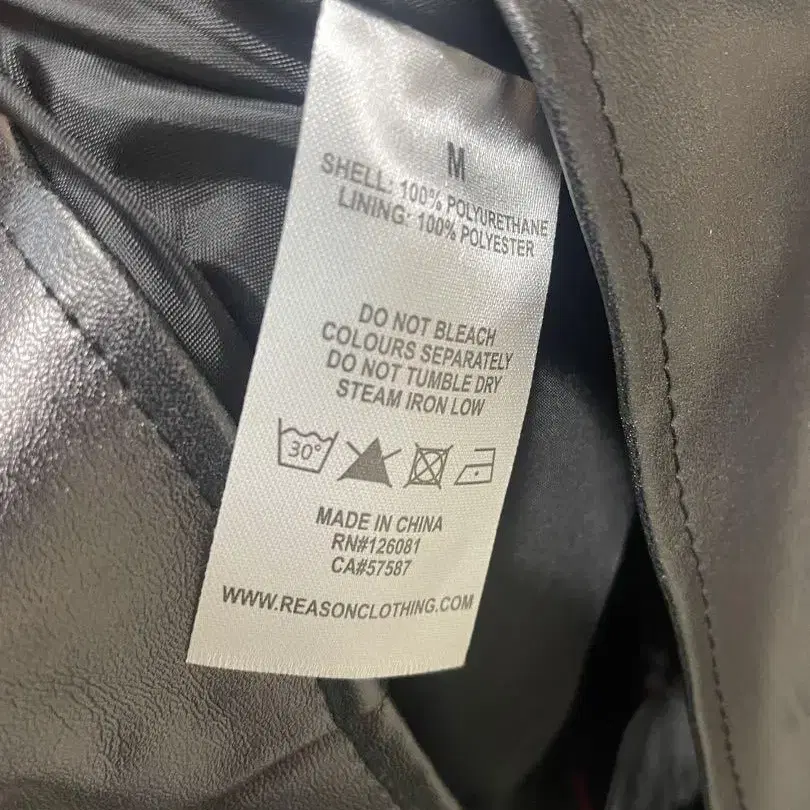 M
SHELL: 100% POLYURETHANE
LINING: 100% POLYESTER
DO NOT BLEACH
COLOURS SEPARATELY
DO NOT TUMBLE DRY
STEAM IRON LOW
30°
MADE IN CHINA
RN#126081
CA#57587
WWW.REASONCLOTHING.COM